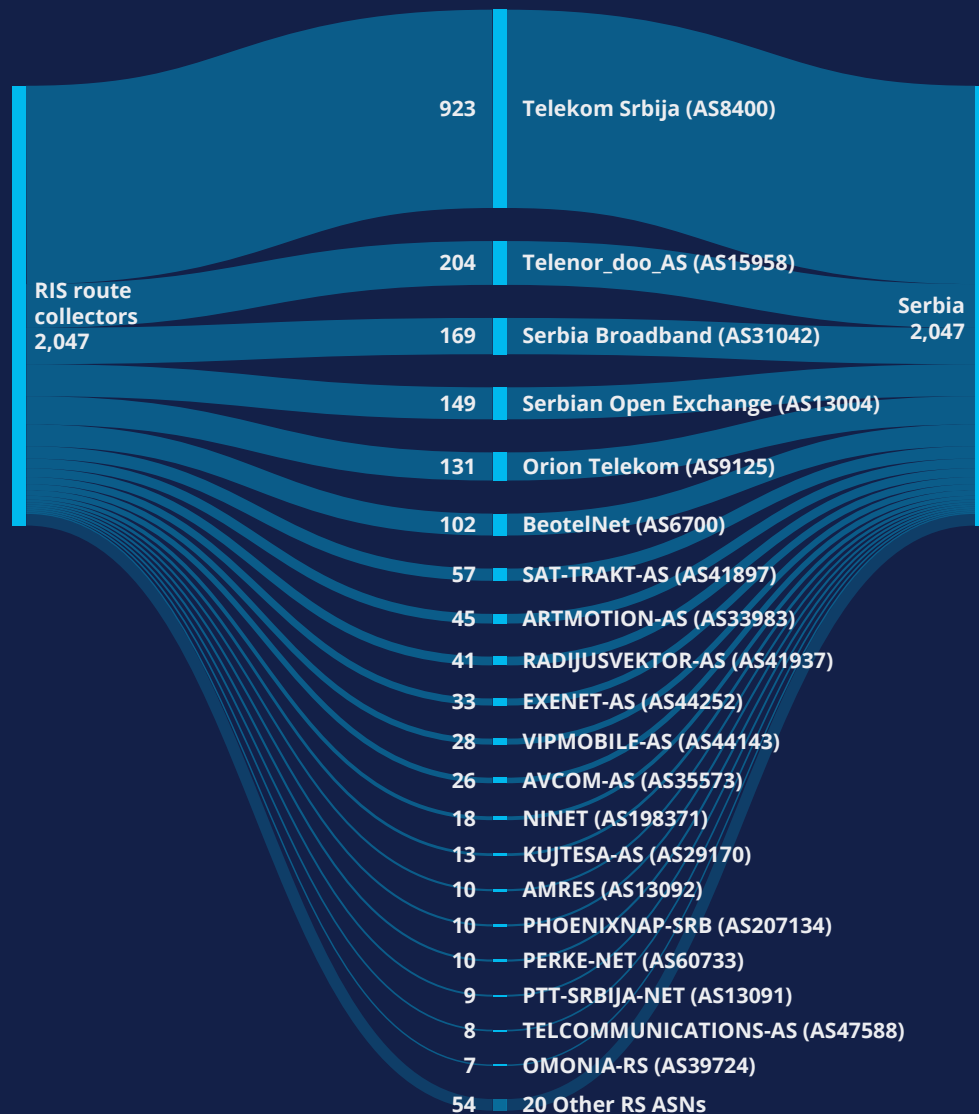 923 Telekom Srbija (AS8400)
204 Telenor_doo_AS (AS15958)
RIS route
collectors
2,047
Serbia
2,047
169 Serbia Broadband (AS31042)
149 Serbian Open Exchange (AS13004)
131 Orion Telekom (AS9125)
102 BeotelNet (AS6700)
57 SAT-TRAKT-AS (AS41897)
45 ARTMOTION-AS (AS33983)
41 RADIJUSVEKTOR-AS (AS41937)
33 EXENET-AS (AS44252)
28 VIPMOBILE-AS (AS44143)
26 AVCOM-AS (AS35573)
18 NINET (AS198371)
13 KUJTESA-AS (AS29170)
10 AMRES (AS13092)
10 PHOENIXNAP-SRB (AS207134)
10 PERKE-NET (AS60733)
9 PTT-SRBIJA-NET (AS13091)
8 TELCOMMUNICATIONS-AS (AS47588)
7 OMONIA-RS (AS39724)
54 20 Other RS ASNs